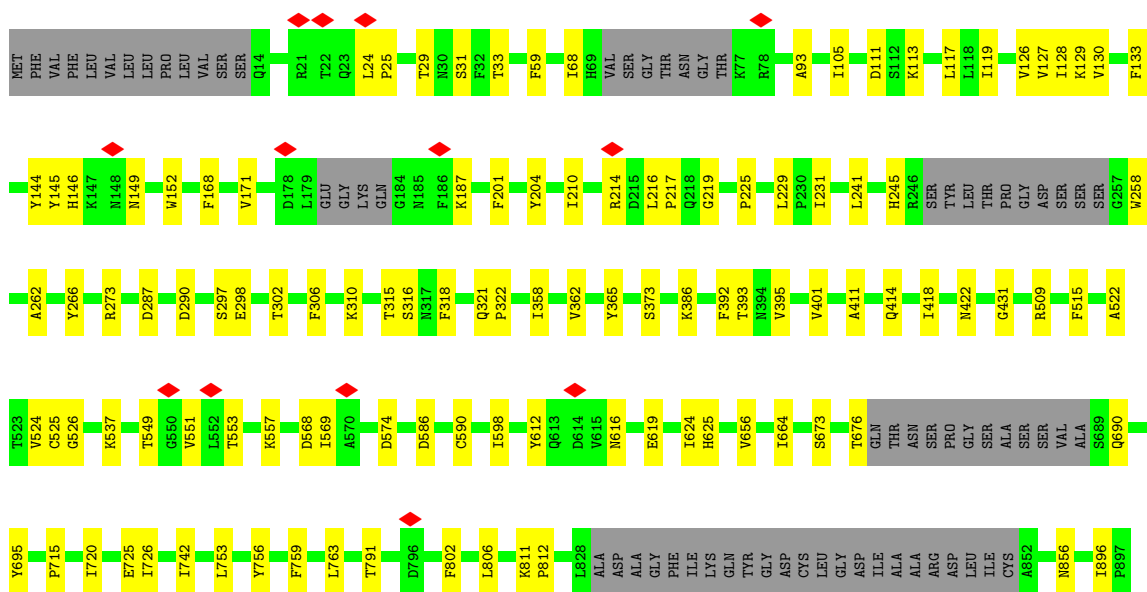 MET PHE VAL PHE LEU VAL LEU LEU PRO LEU VAL SER SER Q14 R21 T22 Q23 L24 P25 T29 N30 S31 F32 T33 F59 I68 H69 VAL SER GLY THR ASN GLY THR K77 R78 A93 I105 D111 S112 K113 L117 L118 I119 V126 V127 I128 K129 V130 F133
Y144 Y145 H146 K147 N148 N149 W152 F168 V171 D178 L179 GLU GLY LYS GLN G184 N185 F186 K187 F201 Y204 I210 R214 D215 L216 P217 Q218 G219 P225 L229 P230 I231 L241 H245 R246 SER TYR LEU THR PRO GLY ASP SER SER SER G257 W258
A262 Y266 R273 D287 D290 S297 E298 T302 F306 K310 T315 S316 N317 F318 Q321 P322 I358 V362 Y365 S373 K386 F392 T393 N394 V395 V401 A411 Q414 I418 N422 G431 R509 F515 A522
T523 V524 C525 G526 K537 T549 G550 V551 L552 T553 K557 D568 I569 A570 D574 D586 C590 I598 Y612 Q613 D614 V615 N616 E619 I624 H625 V656 I664 S673 T676 GLN THR ASN SER PRO GLY SER ALA SER SER VAL ALA S689 Q690
Y695 P715 I720 E725 I726 I742 L753 Y756 F759 L763 T791 D796 F802 L806 K811 P812 L828 ALA ASP ALA GLY PHE ILE LYS GLN TYR GLY ASP CYS LEU GLY ASP ILE ALA ALA ARG ASP LEU ILE CYS A852 N856 I896 P897